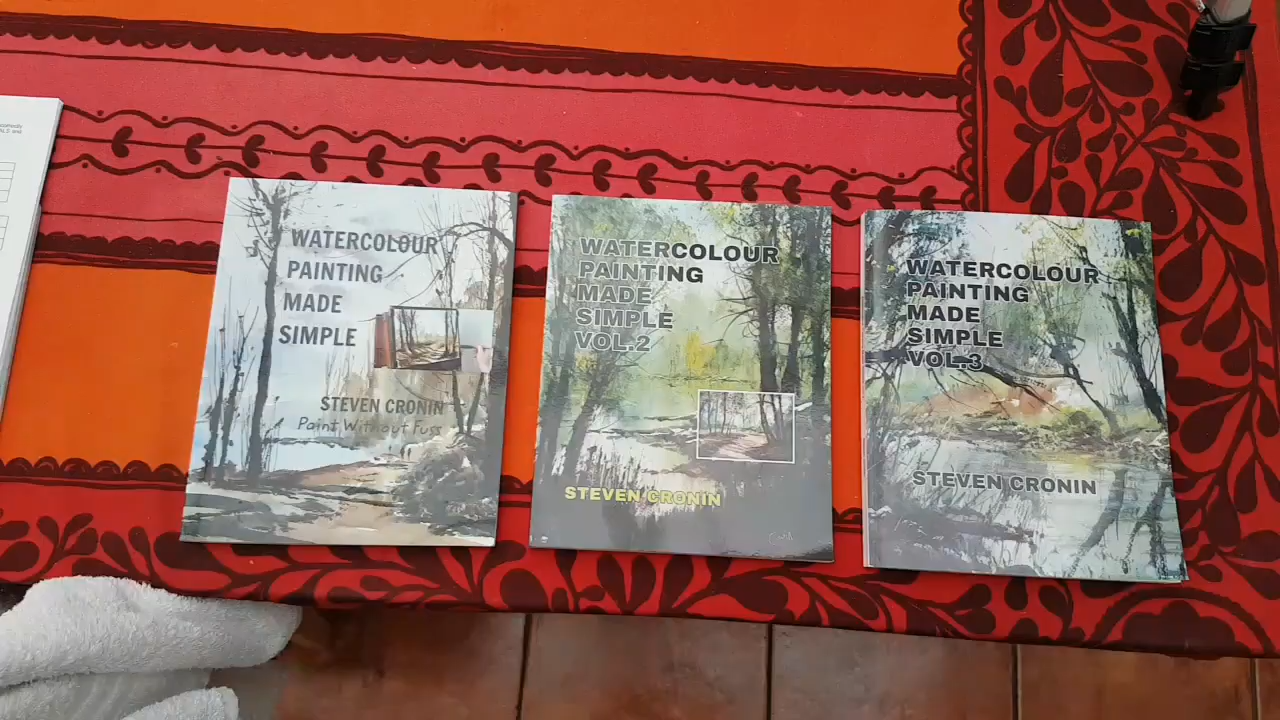 WATERCOLOUR
PAINTING
MADE
SIMPLE
STEVEN CRONIN
Paint Without Fuss
WATERCOLOUR
PAINTING
MADE
SIMPLE
VOL.2
STEVEN CRONIN
WATERCOLOUR
PAINTING
MADE
SIMPLE
VOL.3
STEVEN CRONIN